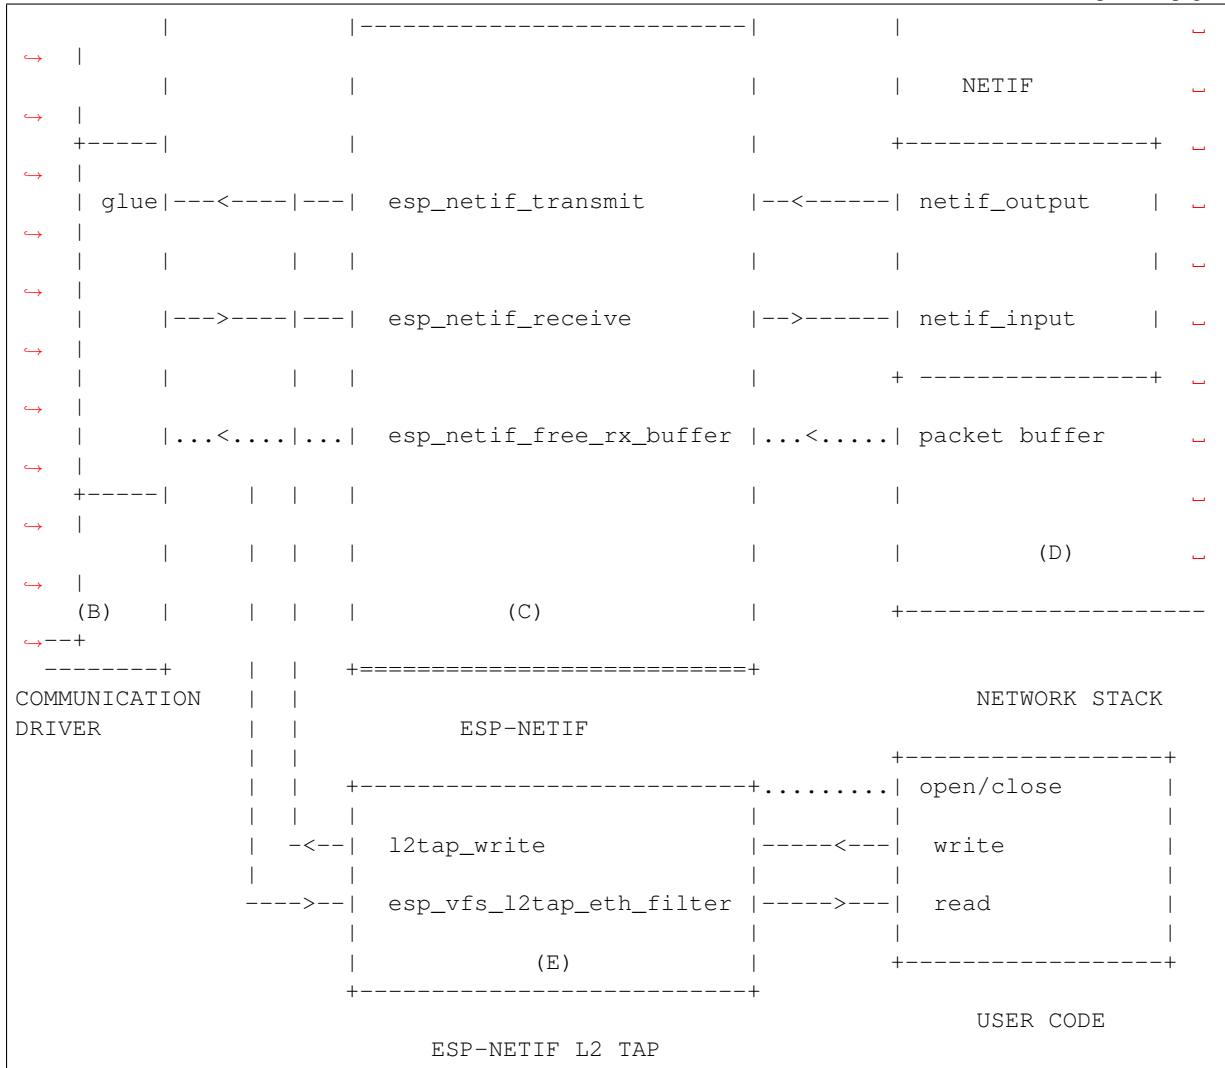 |            |---------------------------|         |                    ␣
↪  |
|            |                           |         |    NETIF           ␣
↪  |
+-----|            |                           |         +-----------------+  ␣
↪  |
| glue|---<----|---|  esp_netif_transmit       |--<------| netif_output    |  ␣
↪  |
|     |        |   |                           |         |                 |  ␣
↪  |
|     |--->----|---|  esp_netif_receive        |-->------| netif_input     |  ␣
↪  |
|     |        |   |                           |         + ----------------+  ␣
↪  |
|     |...<....|...|  esp_netif_free_rx_buffer |...<.....| packet buffer      ␣
↪  |
+-----|     |  |   |                           |         |                    ␣
↪  |
|     |  |   |                           |         |         (D)        ␣
↪  |
(B)   |     |  |   |          (C)              |         +---------------------
↪--+
--------+     |  |   +===========================+
COMMUNICATION   |  |                                               NETWORK STACK
DRIVER          |  |           ESP-NETIF
|  |                                         +------------------+
|  |   +---------------------------+.........| open/close       |
|  |   |                           |         |                  |
|  -<--|  l2tap_write              |-----<---|  write           |
|      |                           |         |                  |
---->--|  esp_vfs_l2tap_eth_filter |----->---|  read            |
|                           |         |                  |
|            (E)            |         +------------------+
+---------------------------+
USER CODE
ESP-NETIF L2 TAP